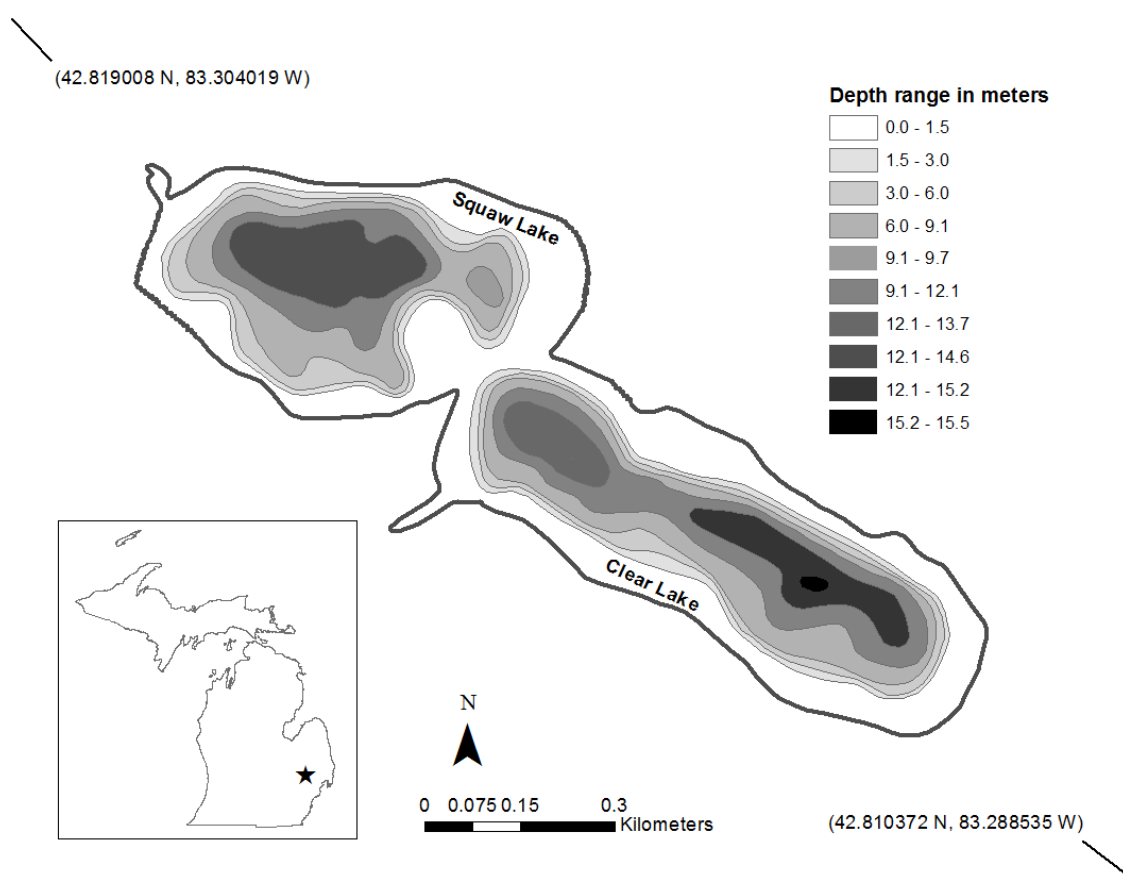 (42.819008 N, 83.304019 W)
Depth range in meters
0.0 - 1.5
1.5 - 3.0
3.0 - 6.0
6.0 - 9.1
9.1 - 9.7
9.1 - 12.1
12.1 - 13.7
12.1 - 14.6
12.1 - 15.2
15.2 - 15.5
Squaw Lake
Clear Lake
N
0 0.075 0.15 0.3
Kilometers
(42.810372 N, 83.288535 W)